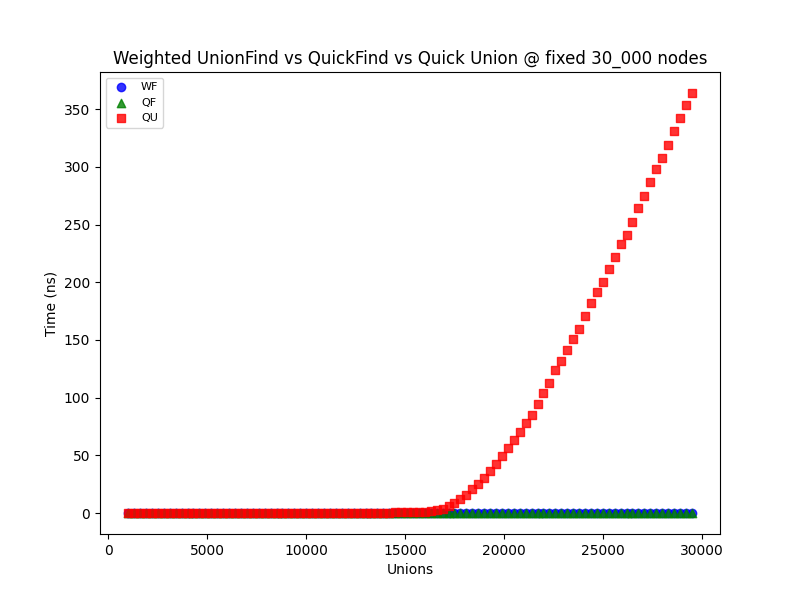 Weighted UnionFind vs QuickFind vs Quick Union @ fixed 30_000 nodes
WF
QF
QU
350
300
250
200
150
100
50
0
Time (ns)
0 5000 10000 15000 20000 25000 30000
Unions